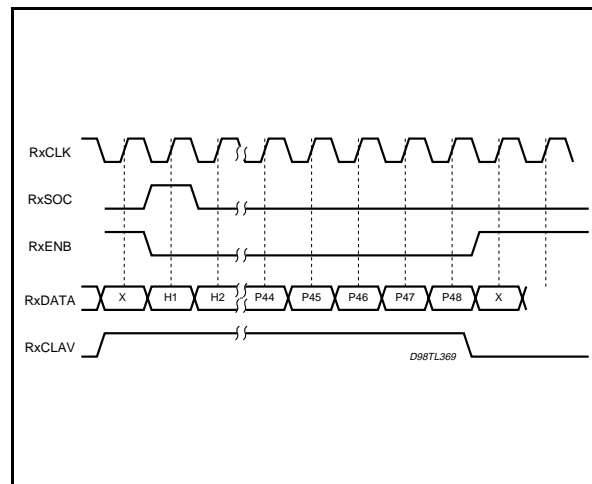 RxCLK
RxSOC
RxENB
RxDATA X H1 H2 P44 P45 P46 P47 P48 X
RxCLAV
D98TL369